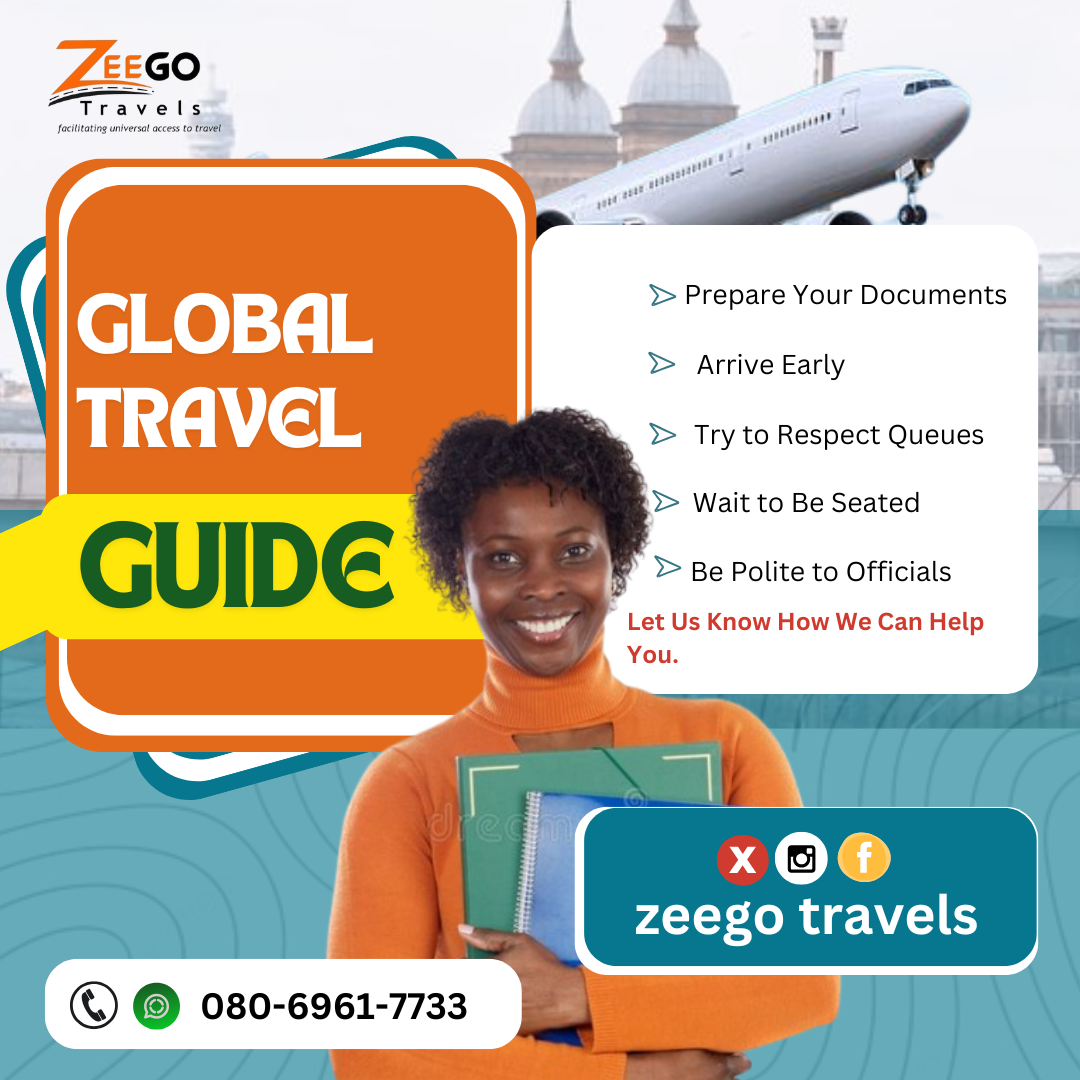 ZEEGO
Travels
facilitating universal access to travel
GLOBAL
TRAVEL
GUIDE
Prepare Your Documents
Arrive Early
Try to Respect Queues
Wait to Be Seated
Be Polite to Officials
Let Us Know How We Can Help
You.
zeego travels
080-6961-7733